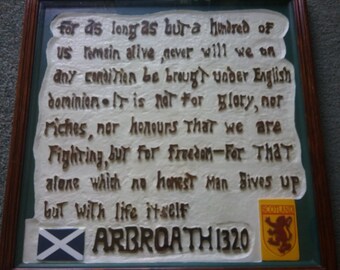 for as long as but a hundred of
us remain alive, never will we on
any condition be brougt under English
dominion. It is not for glory, nor
riches, nor honours that we are
fighting, but for freedom-for that
alone which no honest man gives up
but with life itself
ARBROATH 1320